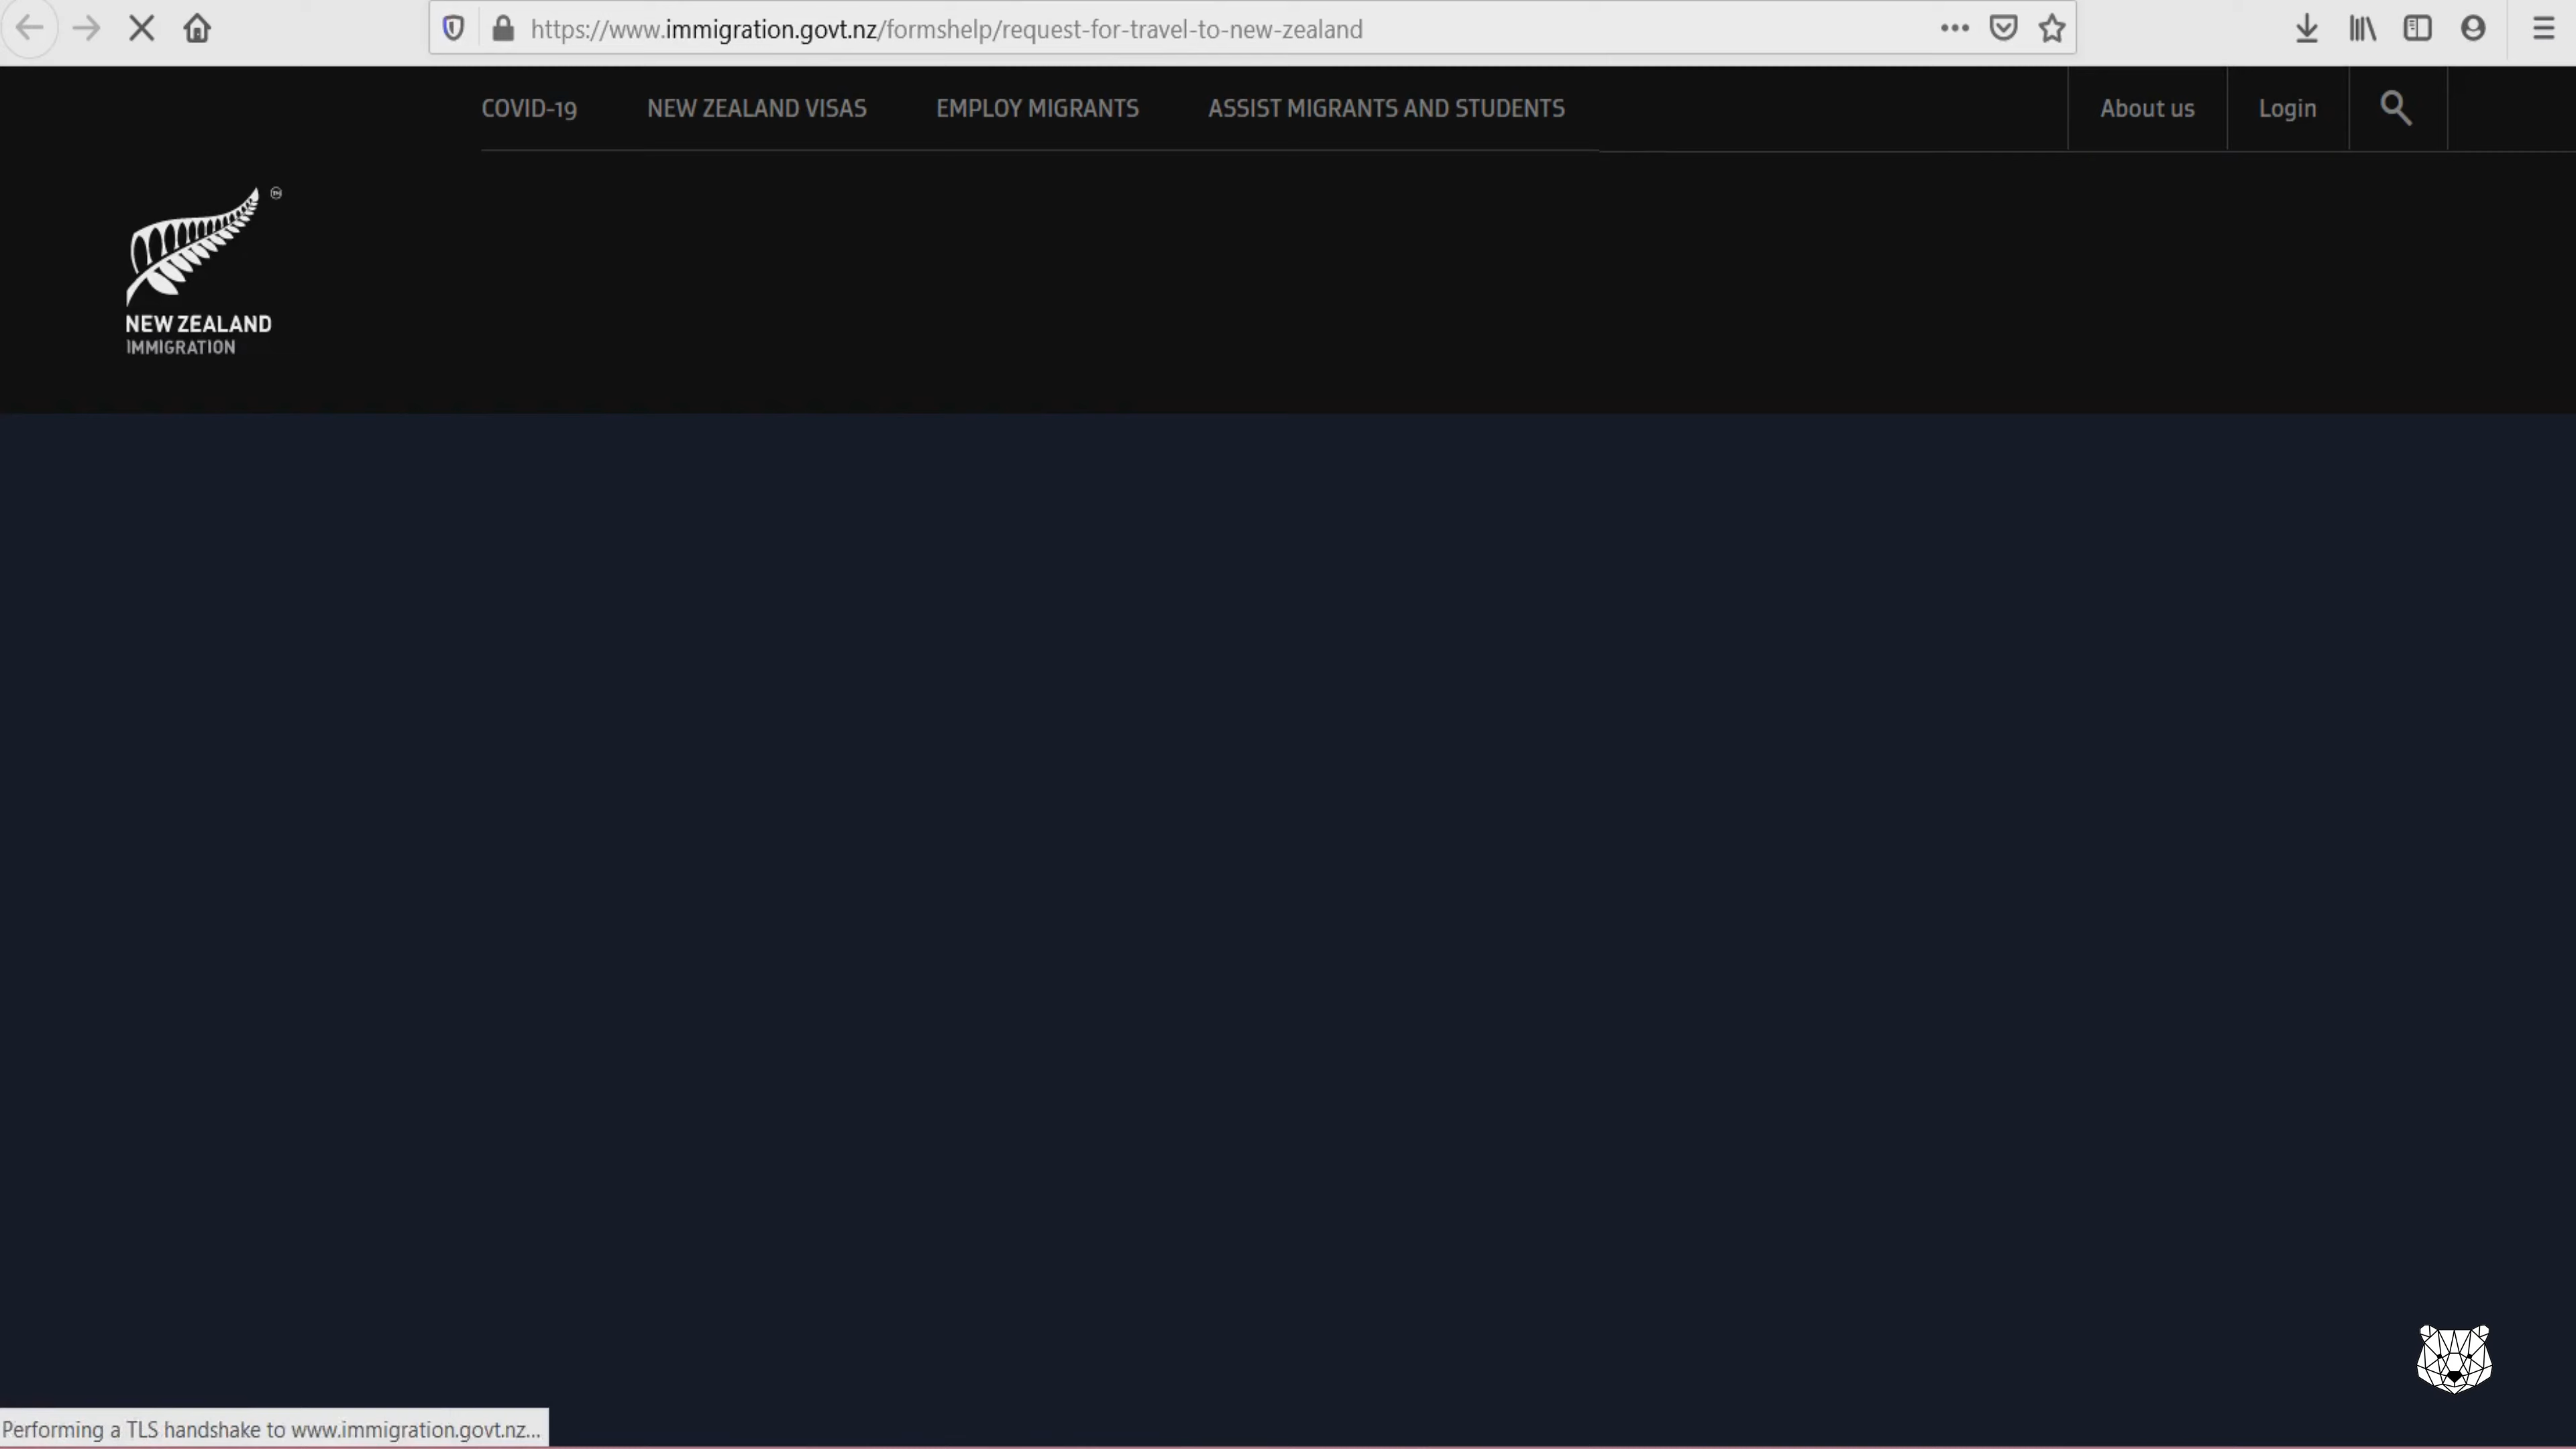 https://www.immigration.govt.nz/formshelp/request-for-travel-to-new-zealand
COVID-19 NEW ZEALAND VISAS EMPLOY MIGRANTS ASSIST MIGRANTS AND STUDENTS About us Login
TM
NEW ZEALAND
IMMIGRATION
Performing a TLS handshake to www.immigration.govt.nz...